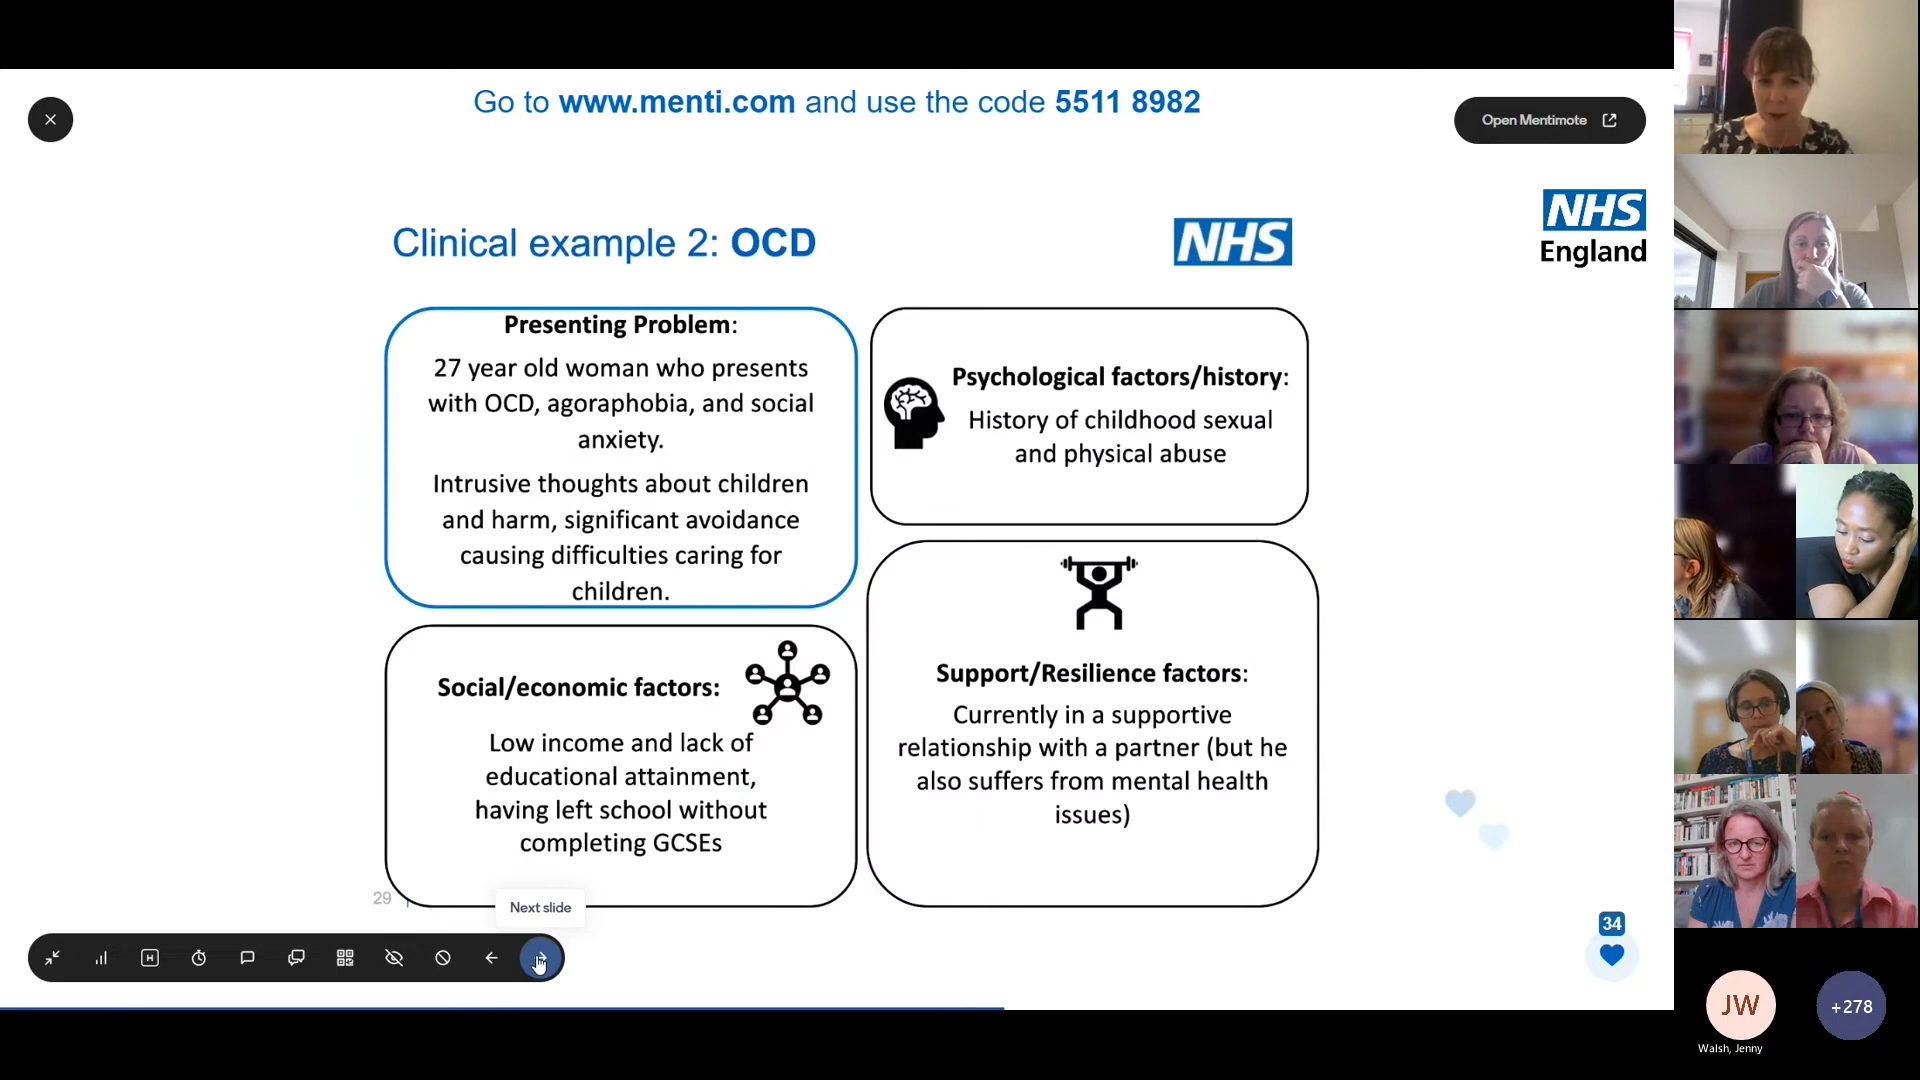 Go to www.menti.com and use the code 5511 8982
Open Mentimote
NHS
England
Clinical example 2: OCD
NHS
Presenting Problem:
27 year old woman who presents
with OCD, agoraphobia, and social
anxiety.
Intrusive thoughts about children
and harm, significant avoidance
causing difficulties caring for
children.
Psychological factors/history:
History of childhood sexual
and physical abuse
Social/economic factors:
Low income and lack of
educational attainment,
having left school without
completing GCSEs
Support/Resilience factors:
Currently in a supportive
relationship with a partner (but he
also suffers from mental health
issues)
29
Next slide
H
34
JW
+278
Walsh, Jenny